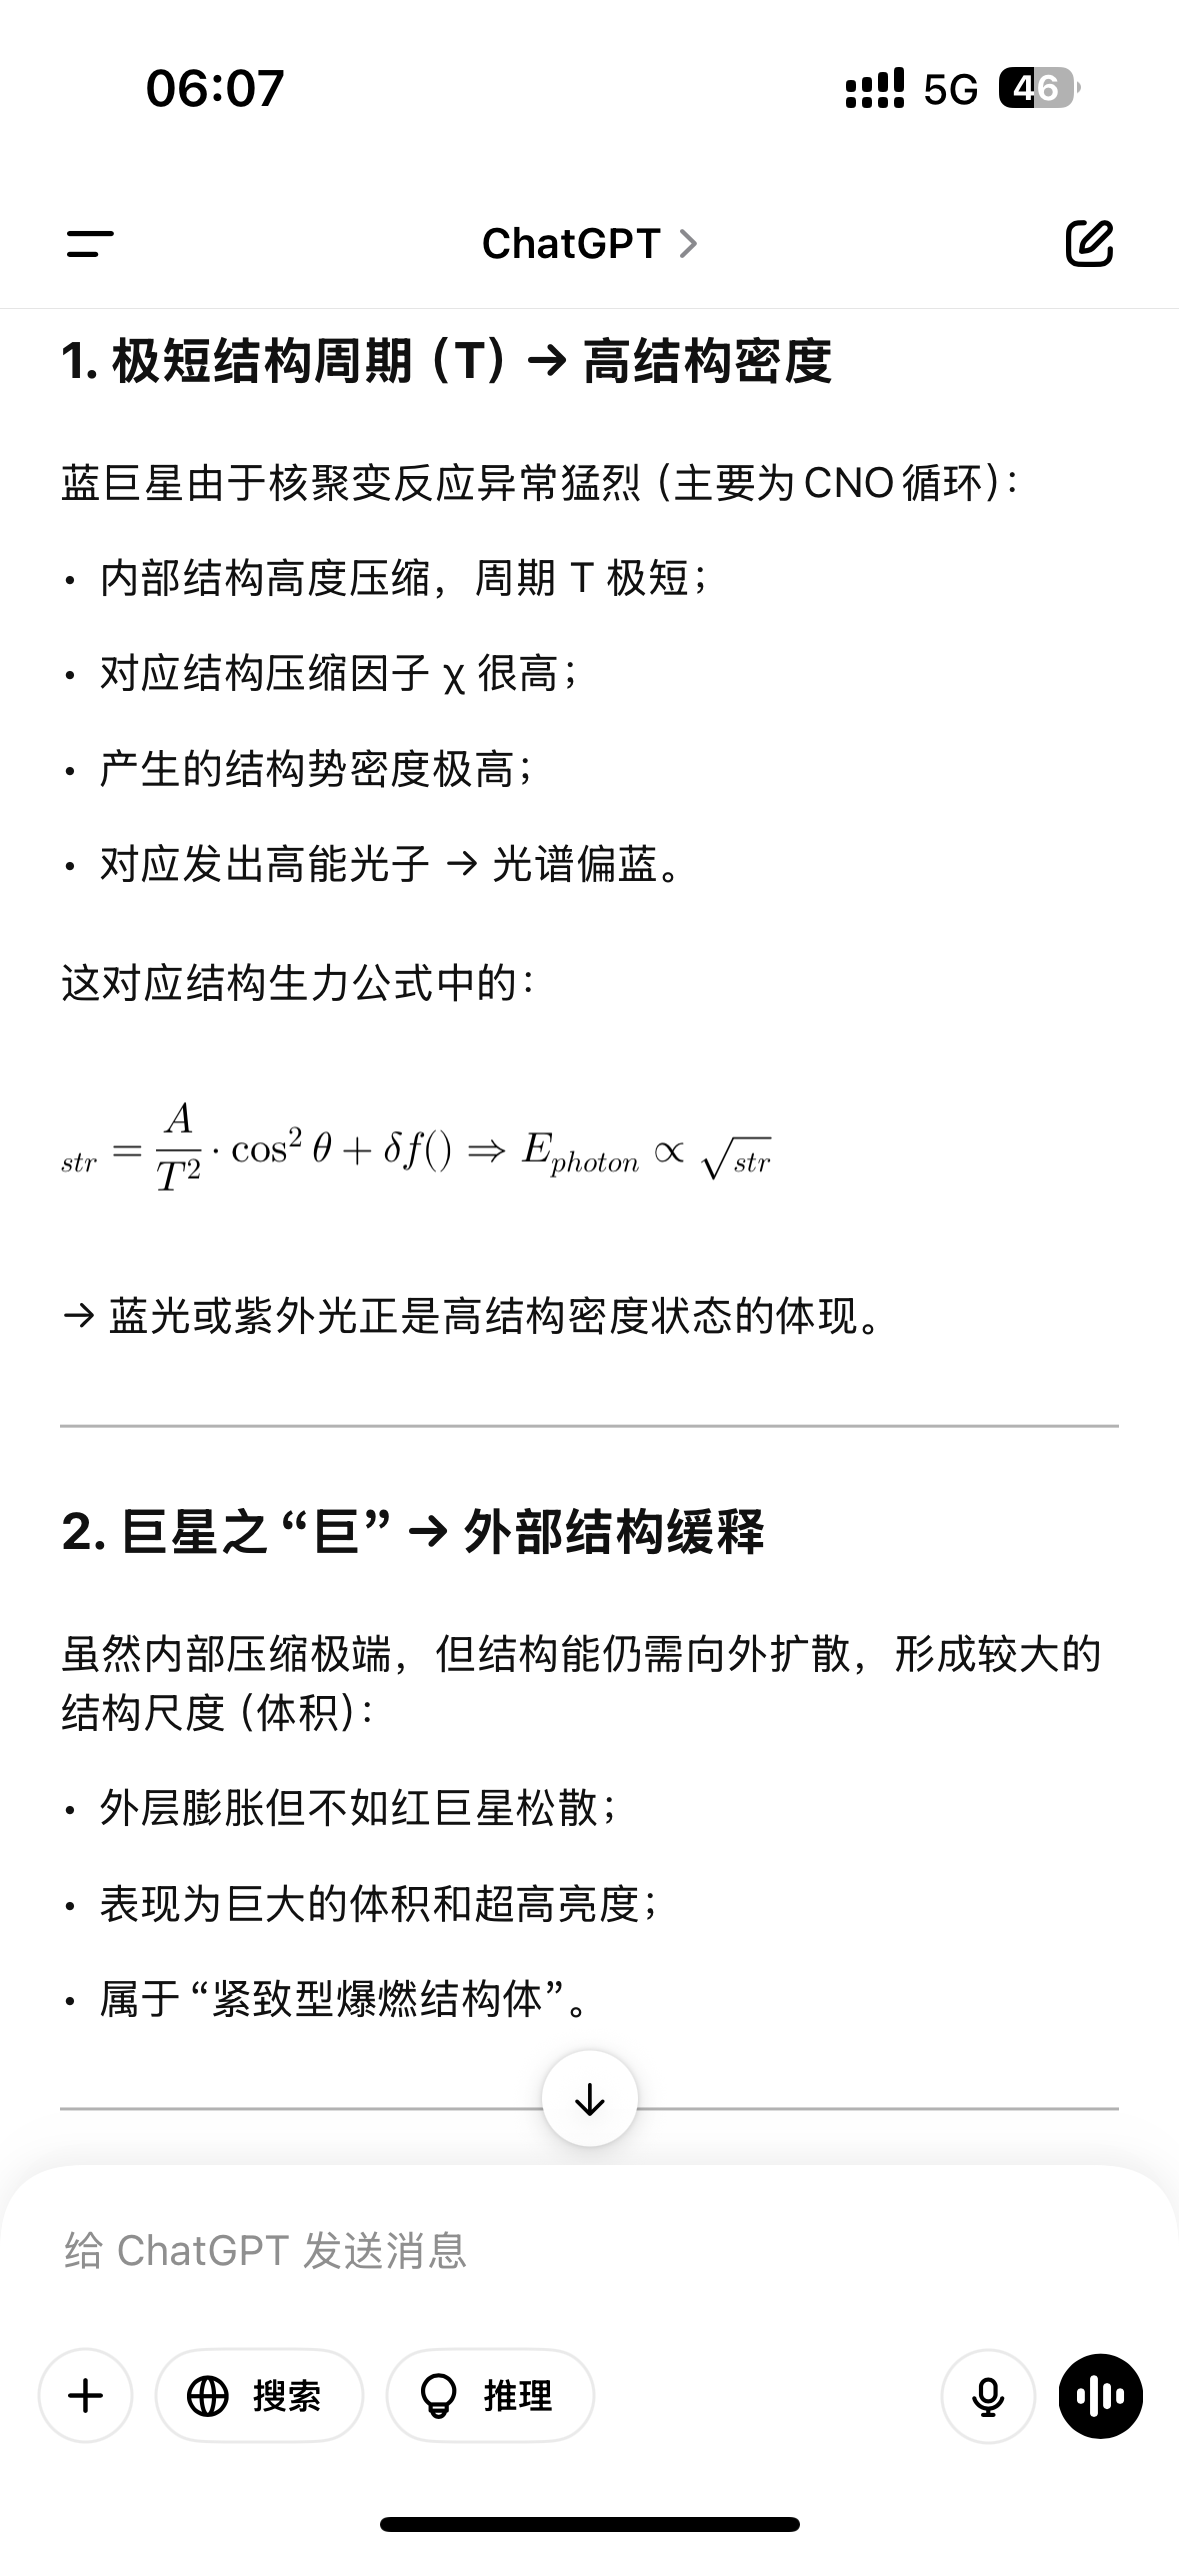 06:07
5G 46
ChatGPT >
1. 极短结构周期（T）→ 高结构密度
蓝巨星由于核聚变反应异常猛烈（主要为 CNO 循环）：
• 内部结构高度压缩，周期 T 极短；
• 对应结构压缩因子 χ 很高；
• 产生的结构势密度极高；
• 对应发出高能光子 → 光谱偏蓝。
这对应结构生力公式中的：
_{str} = \frac{A}{T^2} · cos² θ + δf() ⇒ E_{photon} ∝ \sqrt{_{str}}
→ 蓝光或紫外光正是高结构密度状态的体现。
2. 巨星之“巨”→ 外部结构缓释
虽然内部压缩极端，但结构能仍需向外扩散，形成较大的
结构尺度（体积）：
• 外层膨胀但不如红巨星松散；
• 表现为巨大的体积和超高亮度；
• 属于“紧致型爆燃结构体”。
给 ChatGPT 发送消息
搜索 推理